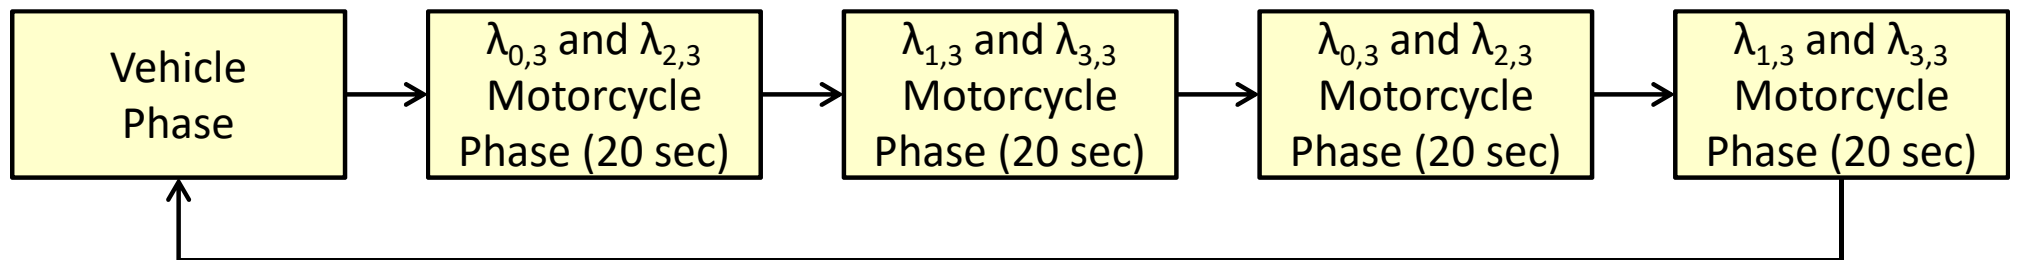 Vehicle
Phase
λ0,3 and λ2,3
Motorcycle
Phase (20 sec)
λ1,3 and λ3,3
Motorcycle
Phase (20 sec)
λ0,3 and λ2,3
Motorcycle
Phase (20 sec)
λ1,3 and λ3,3
Motorcycle
Phase (20 sec)